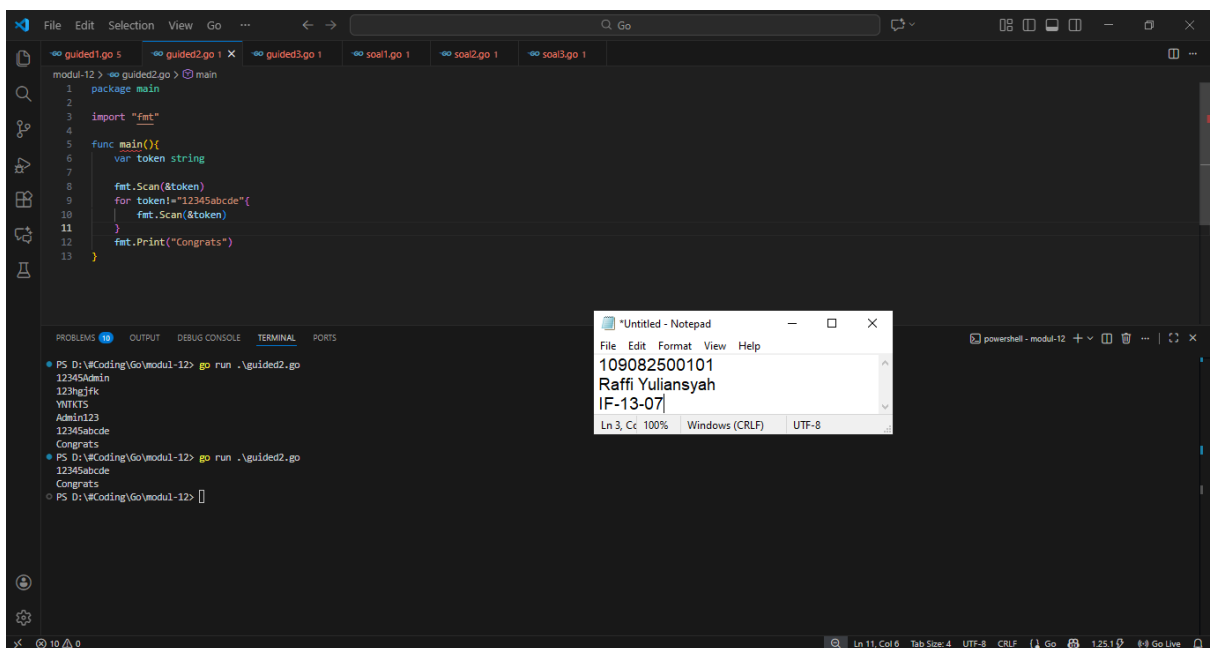 File Edit Selection View Go ··· ← → Go
guided1.go 5 guided2.go 1 X guided3.go 1 soal1.go 1 soal2.go 1 soal3.go 1
modul-12 > guided2.go > main
1 package main
2
3 import "fmt"
4
5 func main(){
6 var token string
7
8 fmt.Scan(&token)
9 for token!="12345abcde"{
10 fmt.Scan(&token)
11 }
12 fmt.Print("Congrats")
13 }
PROBLEMS 10 OUTPUT DEBUG CONSOLE TERMINAL PORTS
powershell - modul-12
PS D:\#Coding\Go\modul-12> go run .\guided2.go
12345Admin
123hgjfk
YNTKTS
Admin123
12345abcde
Congrats
PS D:\#Coding\Go\modul-12> go run .\guided2.go
12345abcde
Congrats
PS D:\#Coding\Go\modul-12>
*Untitled - Notepad
File Edit Format View Help
109082500101
Raffi Yuliansyah
IF-13-07
Ln 3, Cc 100% Windows (CRLF) UTF-8
10 0 Ln 11, Col 6 Tab Size: 4 UTF-8 CRLF Go 1.25.1 Go Live